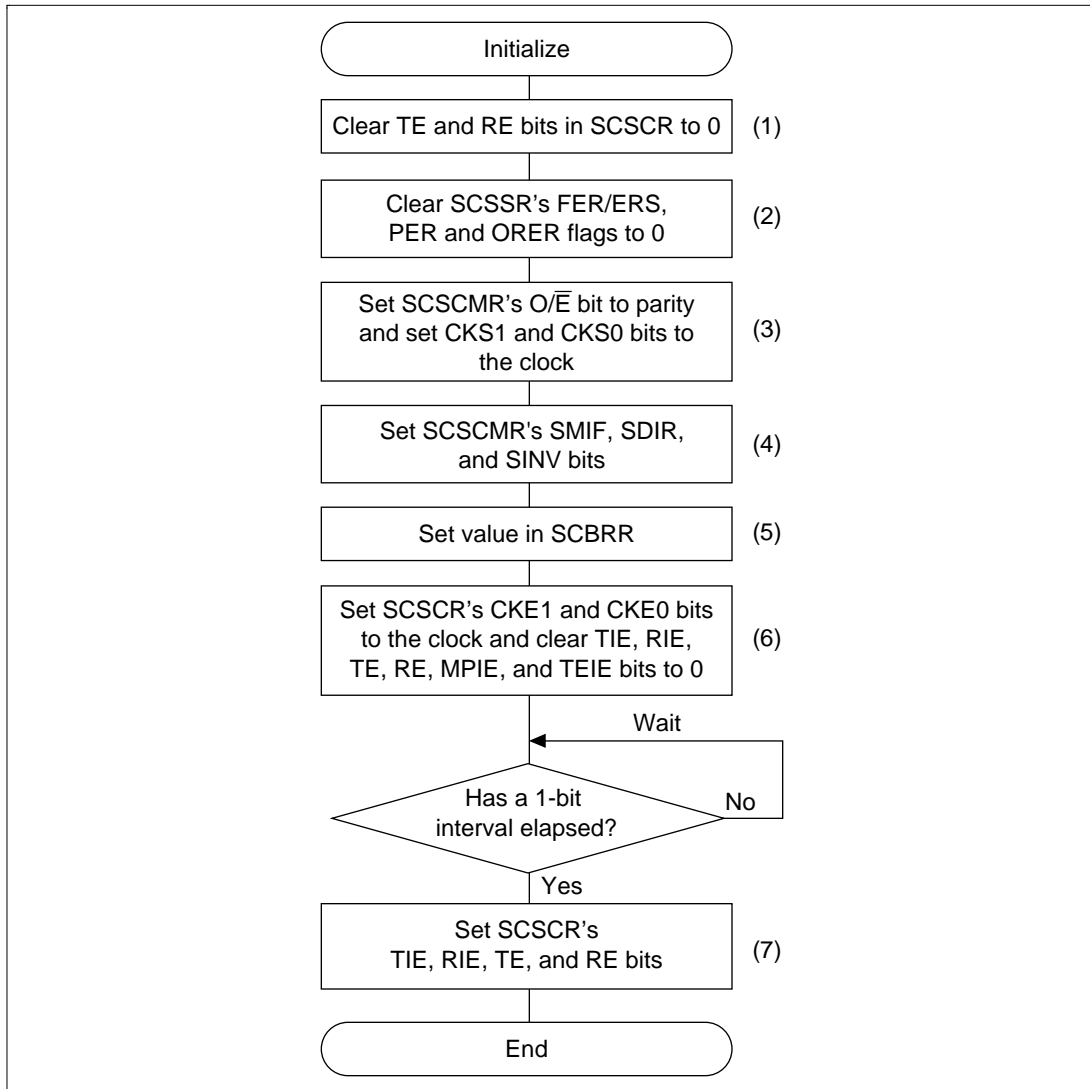 Initialize
Clear TE and RE bits in SCSCR to 0 (1)
Clear SCSSR’s FER/ERS,
PER and ORER flags to 0
(2)
Set SCSCMR’s O/E̅ bit to parity
and set CKS1 and CKS0 bits to
the clock
(3)
Set SCSCMR's SMIF, SDIR,
and SINV bits
(4)
Set value in SCBRR (5)
Set SCSCR’s CKE1 and CKE0 bits
to the clock and clear TIE, RIE,
TE, RE, MPIE, and TEIE bits to 0
(6)
Wait
Has a 1-bit
interval elapsed?
No
Yes
Set SCSCR’s
TIE, RIE, TE, and RE bits
(7)
End